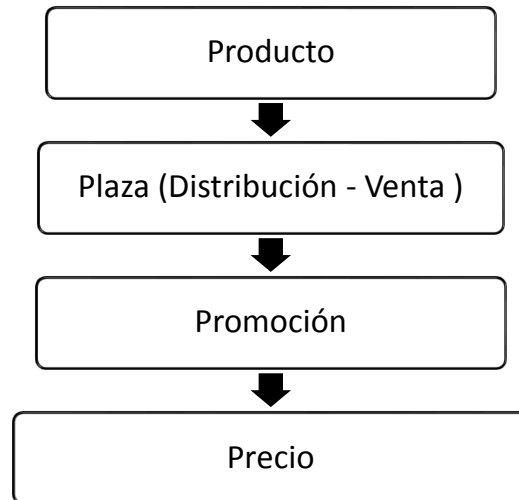 Producto
Plaza (Distribución - Venta )
Promoción
Precio